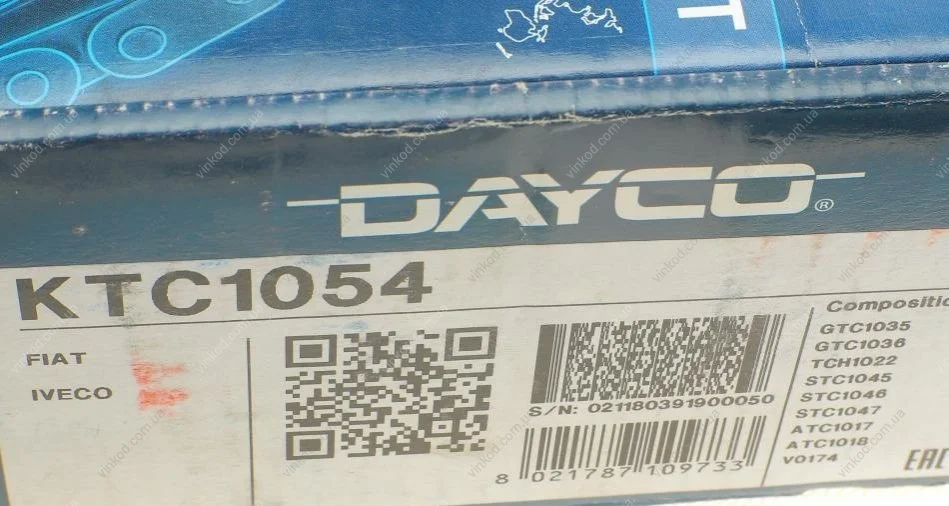 T
DAYCO®
KTC1054
FIAT
IVECO
S/N: 021180391900050
8 021787 109733
Compositio
GTC1035
GTC1036
TCH1022
STC1045
STC1046
STC1047
ATC1017
ATC1018
V0174
EAC
vinkod.com.ua